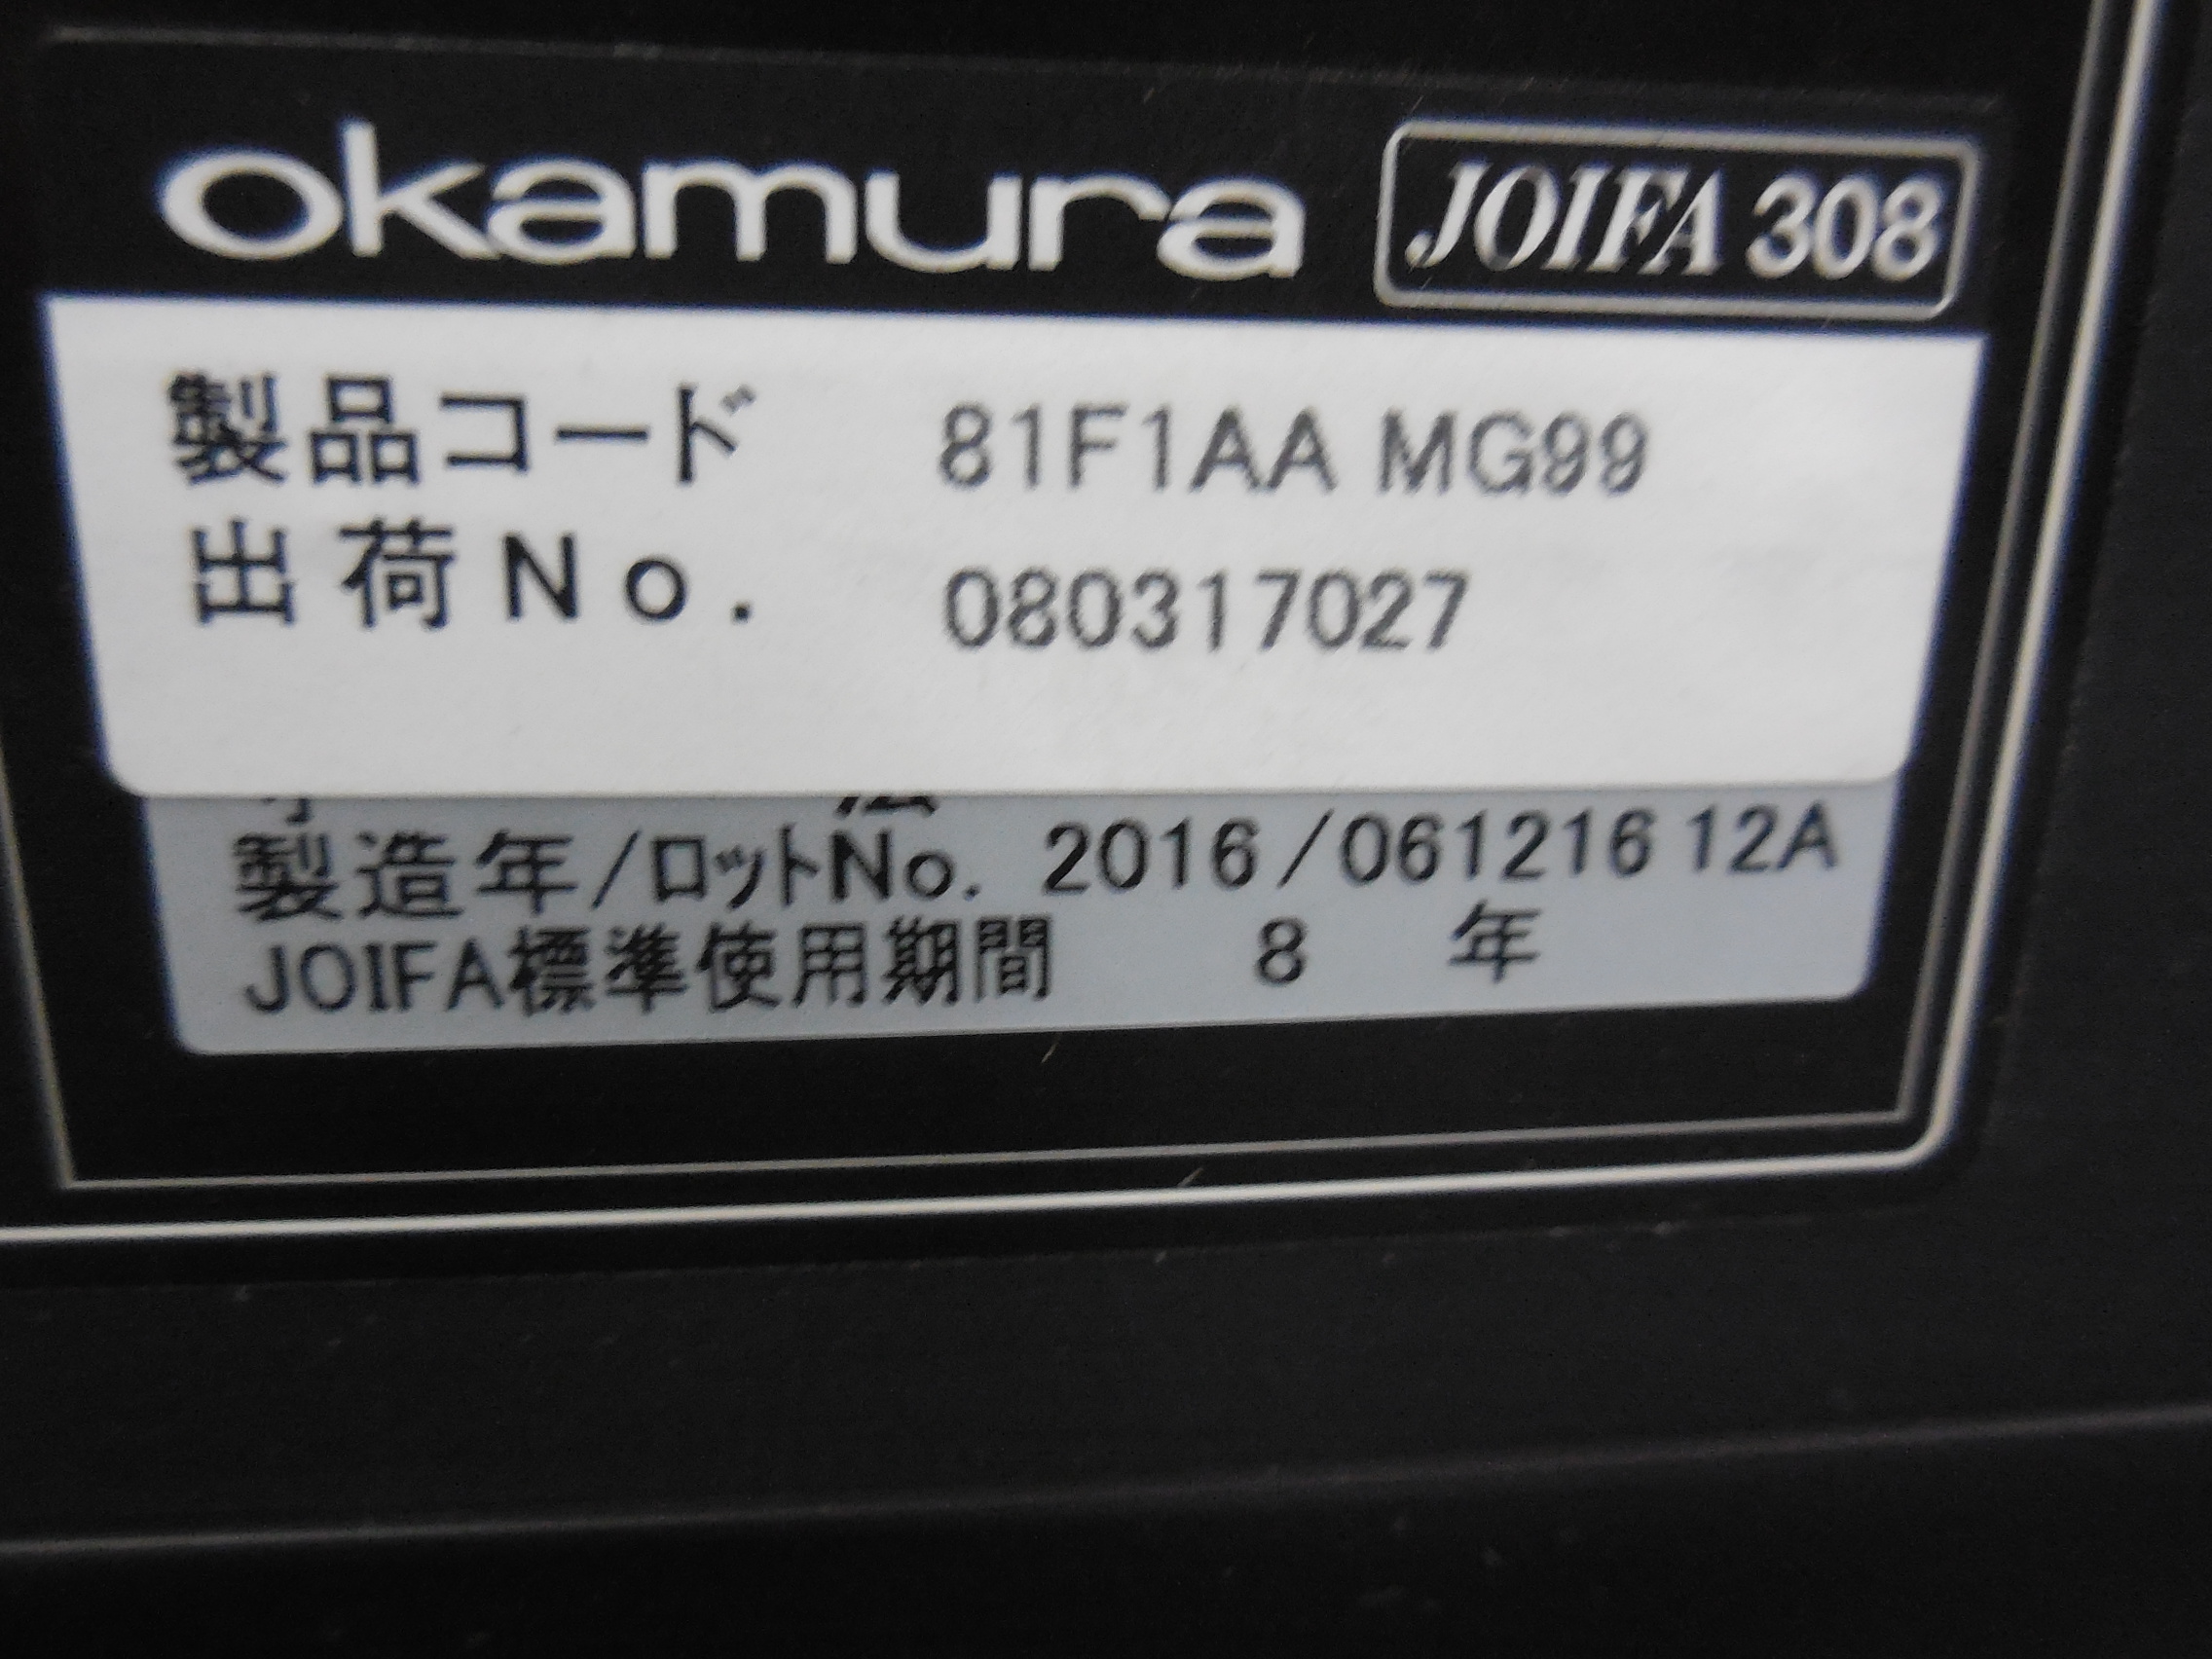 okamura JOIFA 308
製品コード 81F1AA MG99
出荷No. 080317027
製造年/ロットNo. 2016/061216 12A
JOIFA標準使用期間 8 年